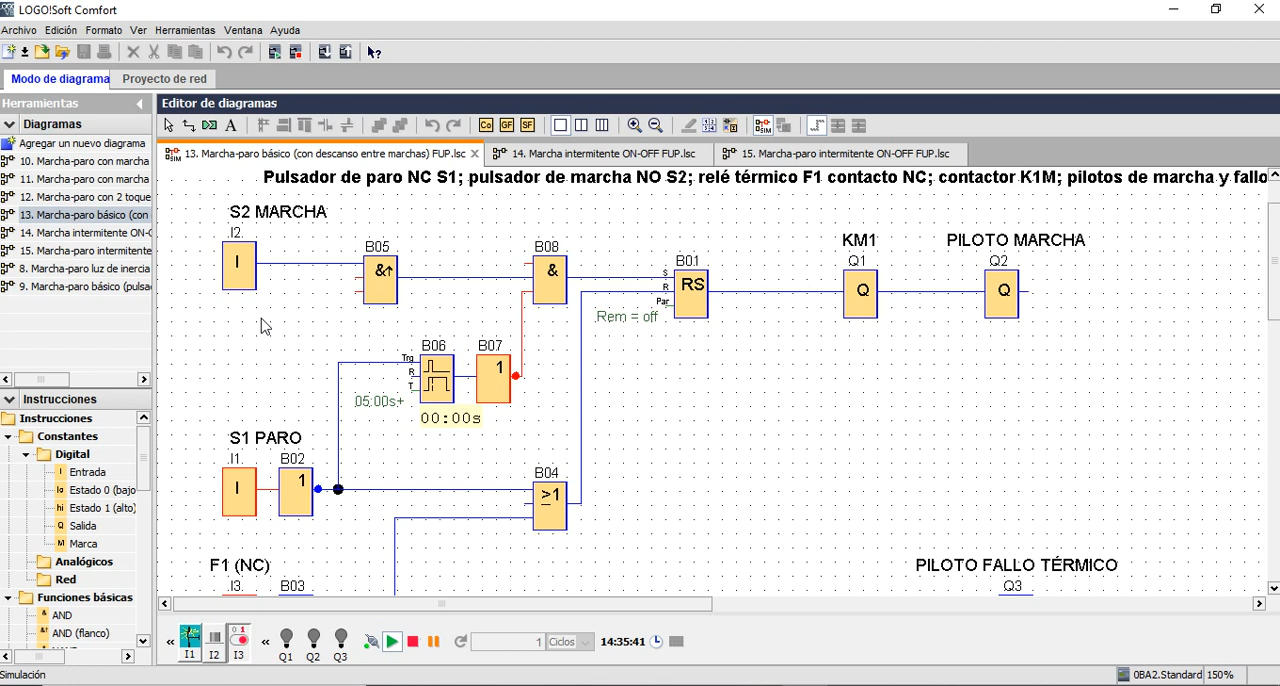 LOGO!Soft Comfort
Archivo Edición Formato Ver Herramientas Ventana Ayuda
Modo de diagrama Proyecto de red
Herramientas
Editor de diagramas
Diagramas
Agregar un nuevo diagrama
10. Marcha-paro con marcha
11. Marcha-paro con marcha
12. Marcha-paro con 2 toque
13. Marcha-paro básico (con
14. Marcha intermitente ON-O
15. Marcha-paro intermitente
8. Marcha-paro luz de inercia
9. Marcha-paro básico (pulsa
Instrucciones
Instrucciones
Constantes
Digital
I Entrada
lo Estado 0 (bajo
hi Estado 1 (alto)
Q Salida
M Marca
Analógicos
Red
Funciones básicas
& AND
AND (flanco)
Co GF SF
13. Marcha-paro básico (con descanso entre marchas) FUP.lsc
14. Marcha intermitente ON-OFF FUP.lsc
15. Marcha-paro intermitente ON-OFF FUP.lsc
Pulsador de paro NC S1; pulsador de marcha NO S2; relé térmico F1 contacto NC; contactor K1M; pilotos de marcha y fallo
S2 MARCHA
I2
I
B05
&↑
B08
&
B01
S
R
Par
RS
Rem = off
KM1
Q1
Q
PILOTO MARCHA
Q2
Q
B06
Trg
R
T
05:00s+
00:00s
B07
1
S1 PARO
I1
I
B02
1
B04
≥1
F1 (NC)
I3
B03
PILOTO FALLO TÉRMICO
Q3
« I1 I2 I3 « Q1 Q2 Q3
1 Ciclos 14:35:41
Simulación
0BA2.Standard 150%